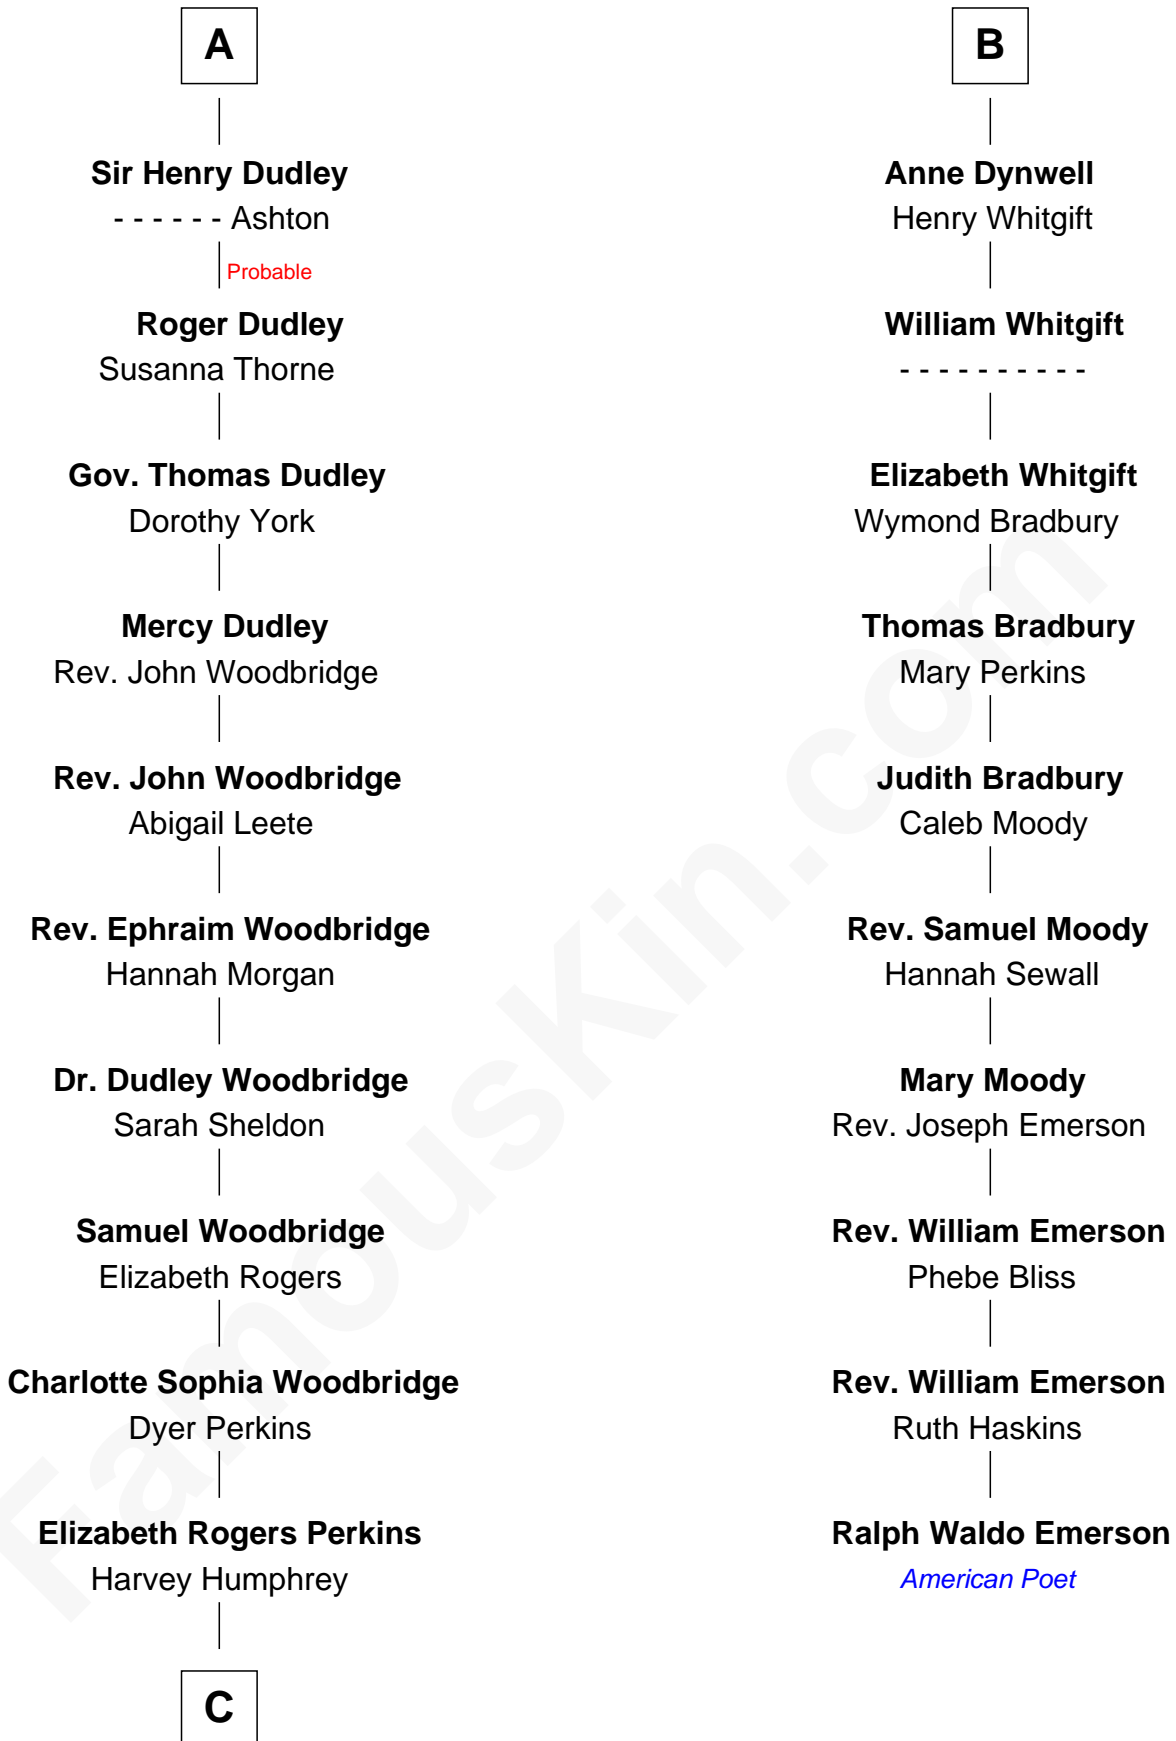 A
Sir Henry Dudley
- - - - - - Ashton
Probable
Roger Dudley
Susanna Thorne
Gov. Thomas Dudley
Dorothy York
Mercy Dudley
Rev. John Woodbridge
Rev. John Woodbridge
Abigail Leete
Rev. Ephraim Woodbridge
Hannah Morgan
Dr. Dudley Woodbridge
Sarah Sheldon
Samuel Woodbridge
Elizabeth Rogers
Charlotte Sophia Woodbridge
Dyer Perkins
Elizabeth Rogers Perkins
Harvey Humphrey
C
B
Anne Dynwell
Henry Whitgift
William Whitgift
- - - - - - - - - -
Elizabeth Whitgift
Wymond Bradbury
Thomas Bradbury
Mary Perkins
Judith Bradbury
Caleb Moody
Rev. Samuel Moody
Hannah Sewall
Mary Moody
Rev. Joseph Emerson
Rev. William Emerson
Phebe Bliss
Rev. William Emerson
Ruth Haskins
Ralph Waldo Emerson
American Poet
FamousKin.com